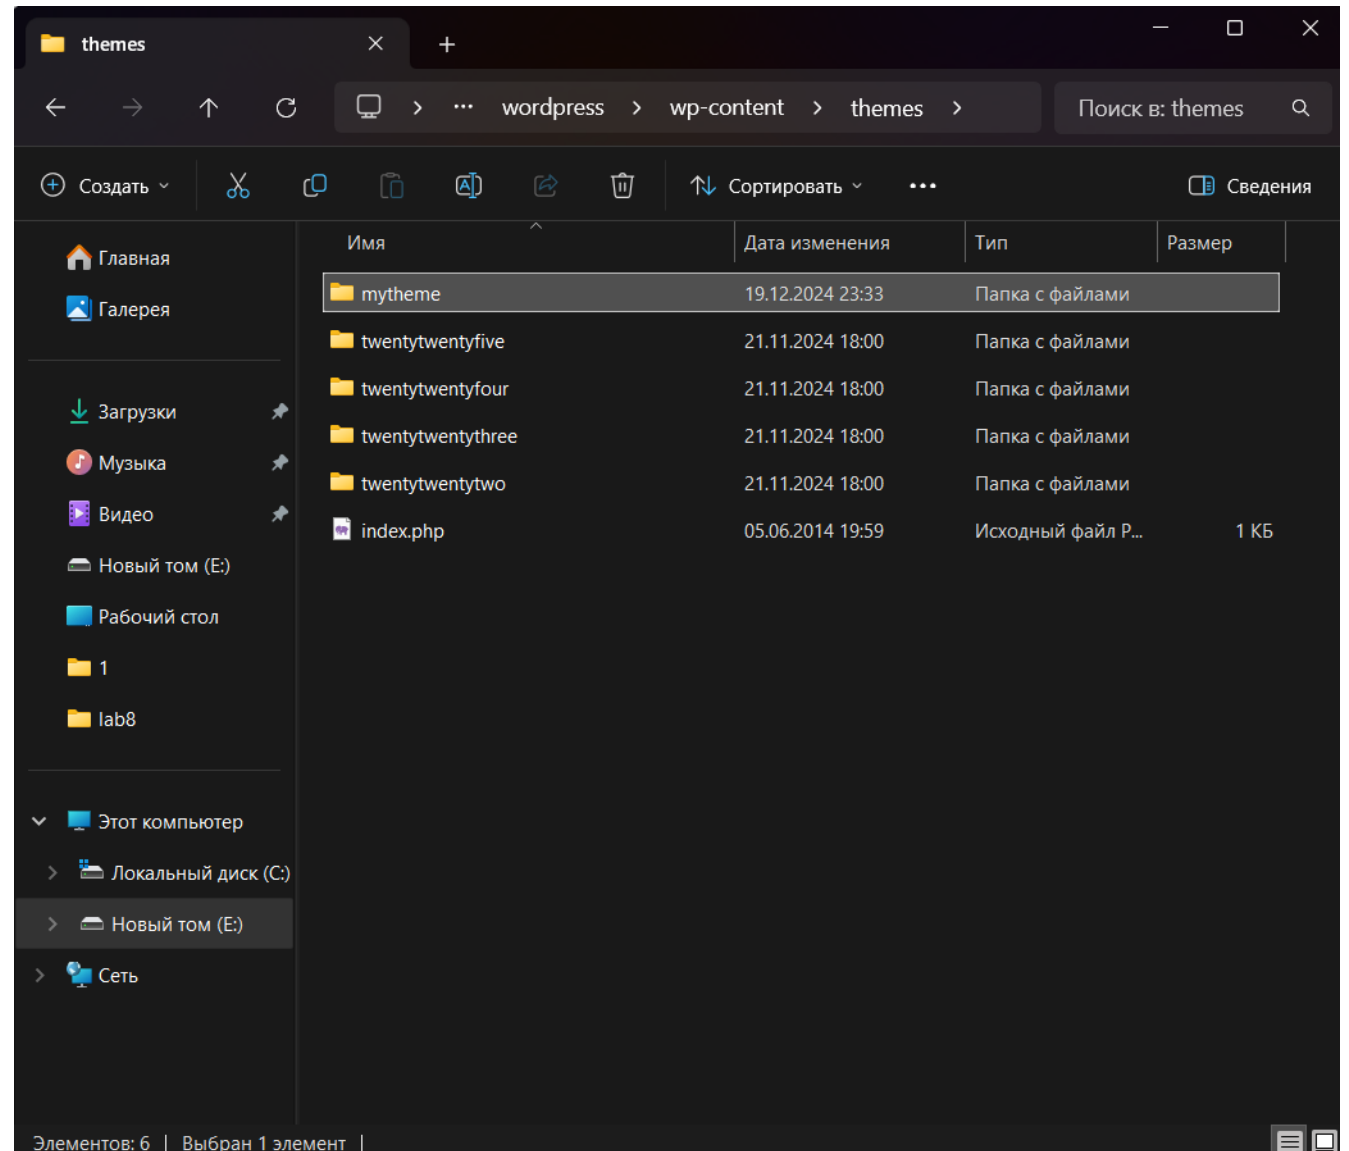 themes
wordpress > wp-content > themes >
Поиск в: themes
Создать
Сортировать
Сведения
Имя Дата изменения Тип Размер
mytheme 19.12.2024 23:33 Папка с файлами
twentytwentyfive 21.11.2024 18:00 Папка с файлами
twentytwentyfour 21.11.2024 18:00 Папка с файлами
twentytwentythree 21.11.2024 18:00 Папка с файлами
twentytwentytwo 21.11.2024 18:00 Папка с файлами
index.php 05.06.2014 19:59 Исходный файл P... 1 КБ
Главная
Галерея
Загрузки
Музыка
Видео
Новый том (E:)
Рабочий стол
1
lab8
Этот компьютер
Локальный диск (C:)
Новый том (E:)
Сеть
Элементов: 6 | Выбран 1 элемент |